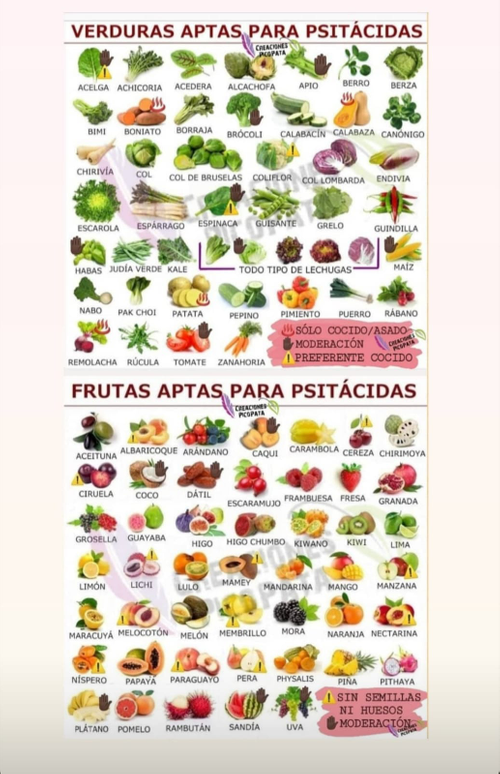 VERDURAS APTAS PARA PSITÁCIDAS
CREACIONES
PICOPATA
ACELGA ACHICORIA ACEDERA ALCACHOFA APIO BERRO BERZA
BIMI BONIATO BORRAJA BRÓCOLI CALABACÍN CALABAZA CANÓNIGO
CHIRIVÍA COL COL DE BRUSELAS COLIFLOR COL LOMBARDA ENDIVIA
ESCAROLA ESPÁRRAGO ESPINACA GUISANTE GRELO GUINDILLA
HABAS JUDÍA VERDE KALE TODO TIPO DE LECHUGAS MAÍZ
NABO PAK CHOI PATATA PEPINO PIMIENTO PUERRO RÁBANO
REMOLACHA RÚCULA TOMATE ZANAHORIA
SÓLO COCIDO/ASADO
MODERACIÓN
CREACIONES
PICOPATA
PREFERENTE COCIDO
FRUTAS APTAS PARA PSITÁCIDAS
CREACIONES
PICOPATA
ACEITUNA ALBARICOQUE ARÁNDANO CAQUI CARAMBOLA CEREZA CHIRIMOYA
CIRUELA COCO DÁTIL ESCARAMUJO FRAMBUESA FRESA GRANADA
GROSELLA GUAYABA HIGO HIGO CHUMBO KIWANO KIWI LIMA
LIMÓN LICHI LULO MAMEY MANDARINA MANGO MANZANA
MARACUYÁ MELOCOTÓN MELÓN MEMBRILLO MORA NARANJA NECTARINA
NÍSPERO PAPAYA PARAGUAYO PERA PHYSALIS PIÑA PITHAYA
PLÁTANO POMELO RAMBUTÁN SANDÍA UVA
SIN SEMILLAS
NI HUESOS
MODERACIÓN
CREACIONES
PICOPATA